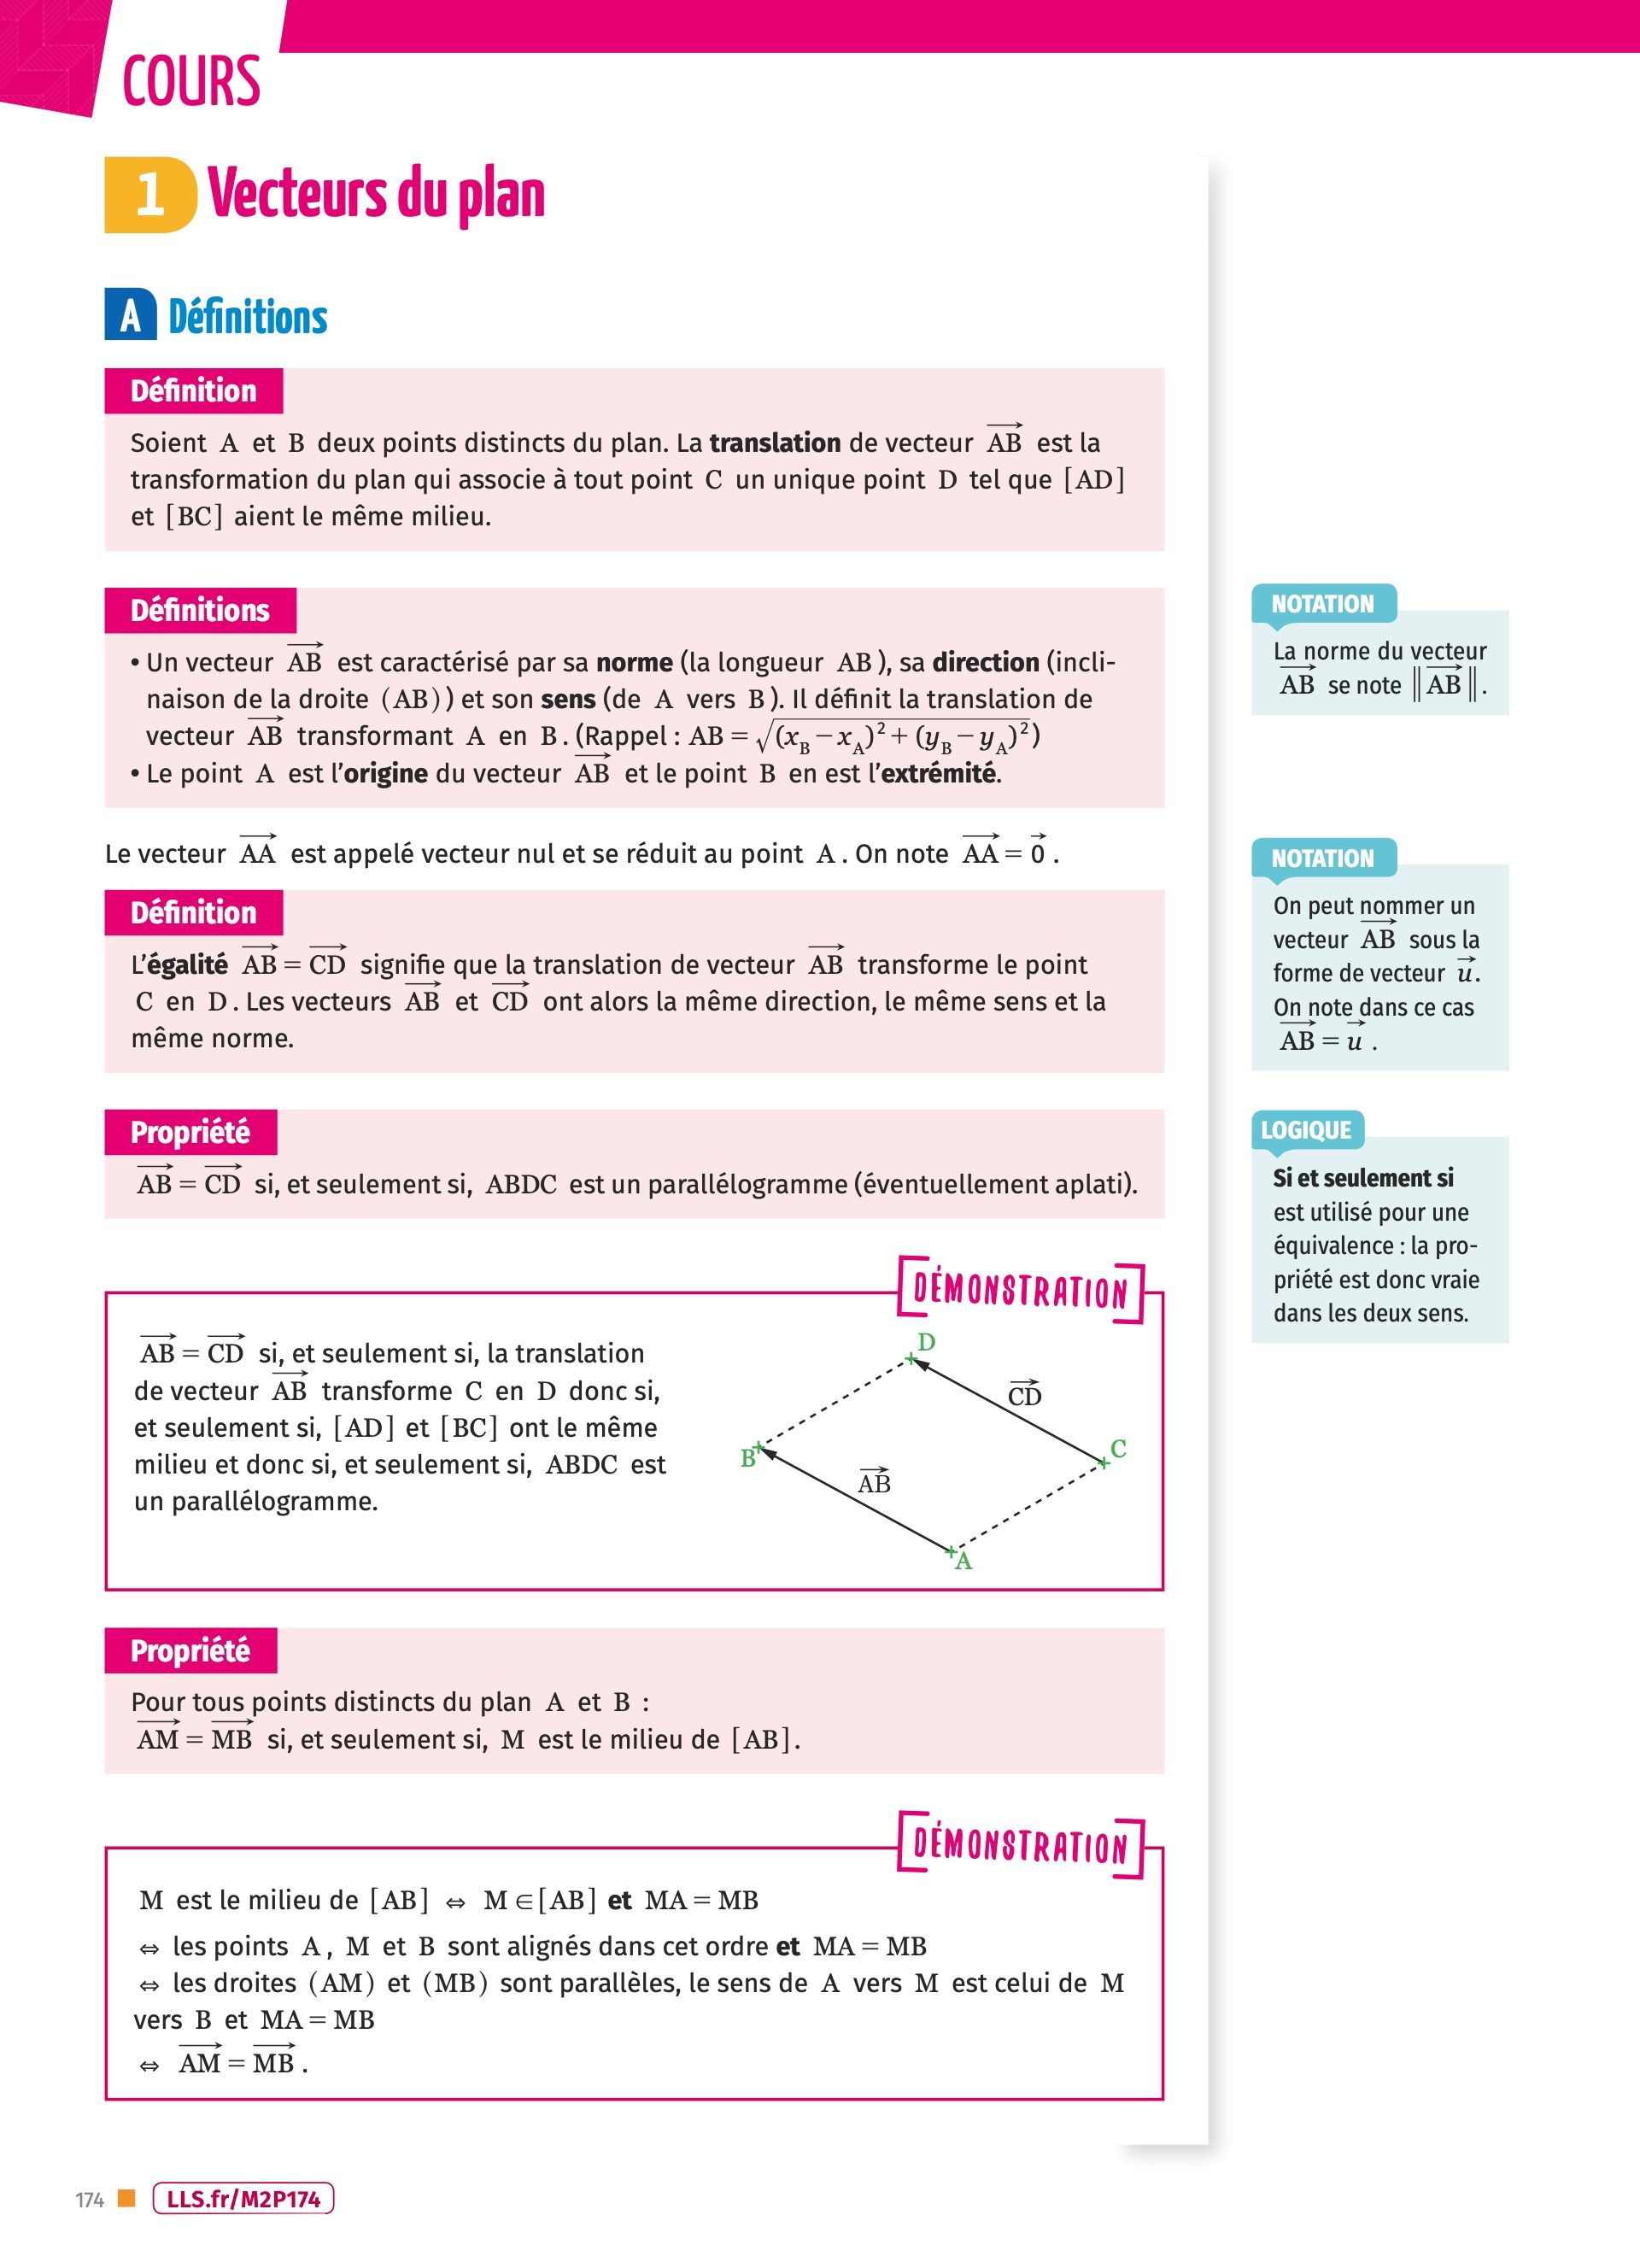 COURS
1 Vecteurs du plan
A Définitions
Définition
Soient A et B deux points distincts du plan. La translation de vecteur $\overrightarrow{AB}$ est la
transformation du plan qui associe à tout point C un unique point D tel que [AD]
et [BC] aient le même milieu.
Définitions
• Un vecteur $\overrightarrow{AB}$ est caractérisé par sa norme (la longueur AB), sa direction (incli-
naison de la droite (AB)) et son sens (de A vers B). Il définit la translation de
vecteur $\overrightarrow{AB}$ transformant A en B. (Rappel : $AB = \sqrt{(x_B - x_A)^2 + (y_B - y_A)^2}$)
• Le point A est l'origine du vecteur $\overrightarrow{AB}$ et le point B en est l'extrémité.
NOTATION
La norme du vecteur
$\overrightarrow{AB}$ se note $\|\overrightarrow{AB}\|$.
Le vecteur $\overrightarrow{AA}$ est appelé vecteur nul et se réduit au point A. On note $\overrightarrow{AA} = \vec{0}$.
NOTATION
On peut nommer un
vecteur $\overrightarrow{AB}$ sous la
forme de vecteur $\vec{u}$.
On note dans ce cas
$\overrightarrow{AB} = \vec{u}$.
Définition
L'égalité $\overrightarrow{AB} = \overrightarrow{CD}$ signifie que la translation de vecteur $\overrightarrow{AB}$ transforme le point
C en D. Les vecteurs $\overrightarrow{AB}$ et $\overrightarrow{CD}$ ont alors la même direction, le même sens et la
même norme.
Propriété
$\overrightarrow{AB} = \overrightarrow{CD}$ si, et seulement si, ABDC est un parallélogramme (éventuellement aplati).
LOGIQUE
Si et seulement si
est utilisé pour une
équivalence : la pro-
priété est donc vraie
dans les deux sens.
DÉMONSTRATION
$\overrightarrow{AB} = \overrightarrow{CD}$ si, et seulement si, la translation
de vecteur $\overrightarrow{AB}$ transforme C en D donc si,
et seulement si, [AD] et [BC] ont le même
milieu et donc si, et seulement si, ABDC est
un parallélogramme.
D
$\overrightarrow{CD}$
B
C
$\overrightarrow{AB}$
A
Propriété
Pour tous points distincts du plan A et B :
$\overrightarrow{AM} = \overrightarrow{MB}$ si, et seulement si, M est le milieu de [AB].
DÉMONSTRATION
M est le milieu de [AB] ⇔ M ∈ [AB] et MA = MB
⇔ les points A, M et B sont alignés dans cet ordre et MA = MB
⇔ les droites (AM) et (MB) sont parallèles, le sens de A vers M est celui de M
vers B et MA = MB
⇔ $\overrightarrow{AM} = \overrightarrow{MB}$.
174 LLS.fr/M2P174